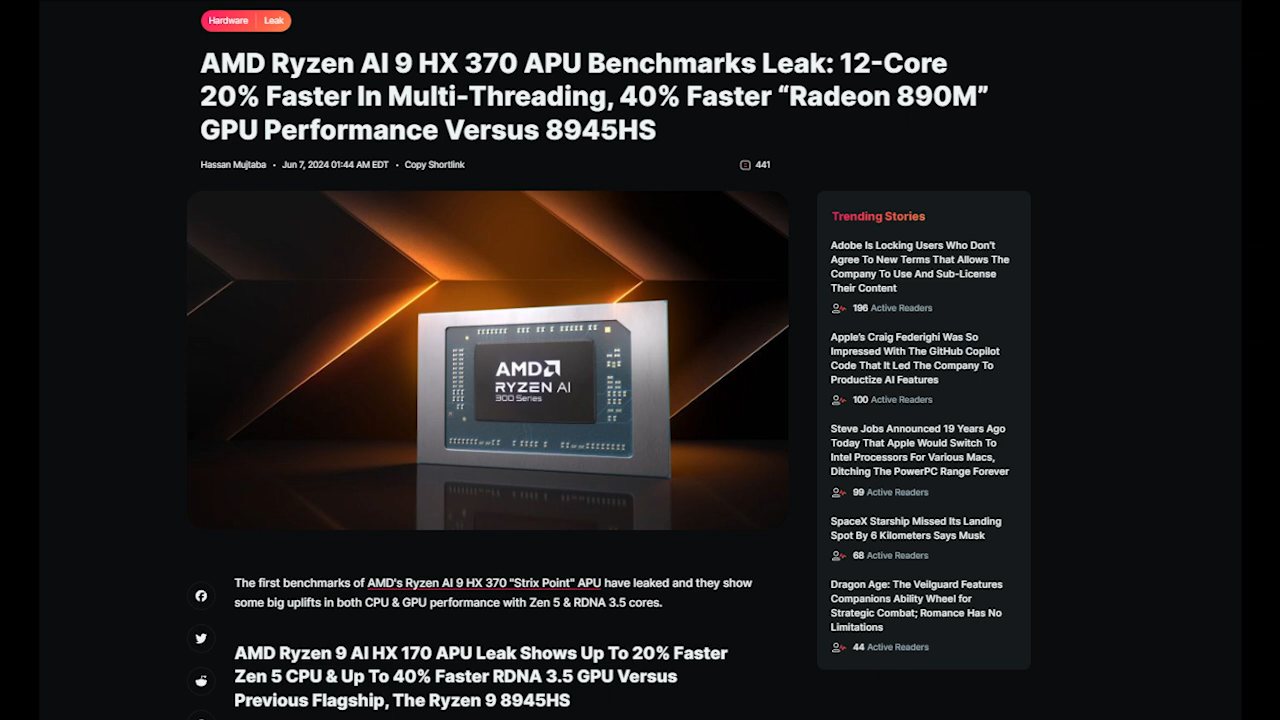 Hardware Leak
AMD Ryzen AI 9 HX 370 APU Benchmarks Leak: 12-Core
20% Faster In Multi-Threading, 40% Faster “Radeon 890M”
GPU Performance Versus 8945HS
Hassan Mujtaba • Jun 7, 2024 01:44 AM EDT • Copy Shortlink
441
AMD
RYZEN AI
300 Series
Trending Stories
Adobe Is Locking Users Who Don't
Agree To New Terms That Allows The
Company To Use And Sub-License
Their Content
196 Active Readers
Apple's Craig Federighi Was So
Impressed With The GitHub Copilot
Code That It Led The Company To
Productize AI Features
100 Active Readers
Steve Jobs Announced 19 Years Ago
Today That Apple Would Switch To
Intel Processors For Various Macs,
Ditching The PowerPC Range Forever
99 Active Readers
SpaceX Starship Missed Its Landing
Spot By 6 Kilometers Says Musk
68 Active Readers
Dragon Age: The Veilguard Features
Companions Ability Wheel for
Strategic Combat; Romance Has No
Limitations
44 Active Readers
The first benchmarks of AMD's Ryzen AI 9 HX 370 "Strix Point" APU have leaked and they show
some big uplifts in both CPU & GPU performance with Zen 5 & RDNA 3.5 cores.
AMD Ryzen 9 AI HX 170 APU Leak Shows Up To 20% Faster
Zen 5 CPU & Up To 40% Faster RDNA 3.5 GPU Versus
Previous Flagship, The Ryzen 9 8945HS